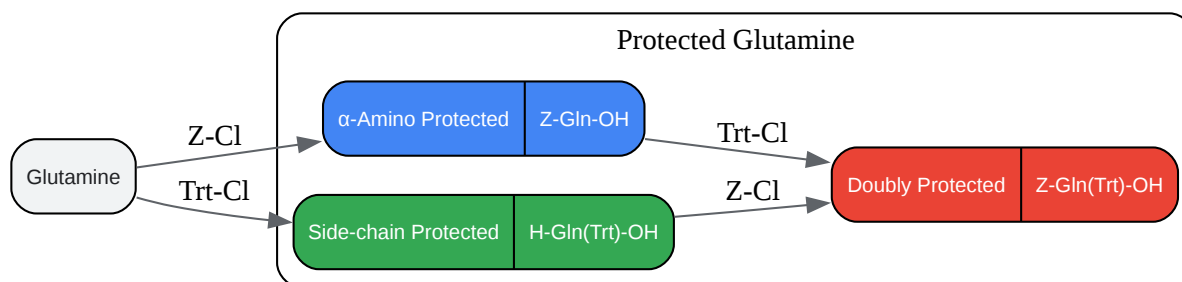 Protected Glutamine
Z-Cl
α-Amino Protected
Z-Gln-OH
Trt-Cl
Glutamine
Doubly Protected
Z-Gln(Trt)-OH
Trt-Cl
Z-Cl
Side-chain Protected
H-Gln(Trt)-OH